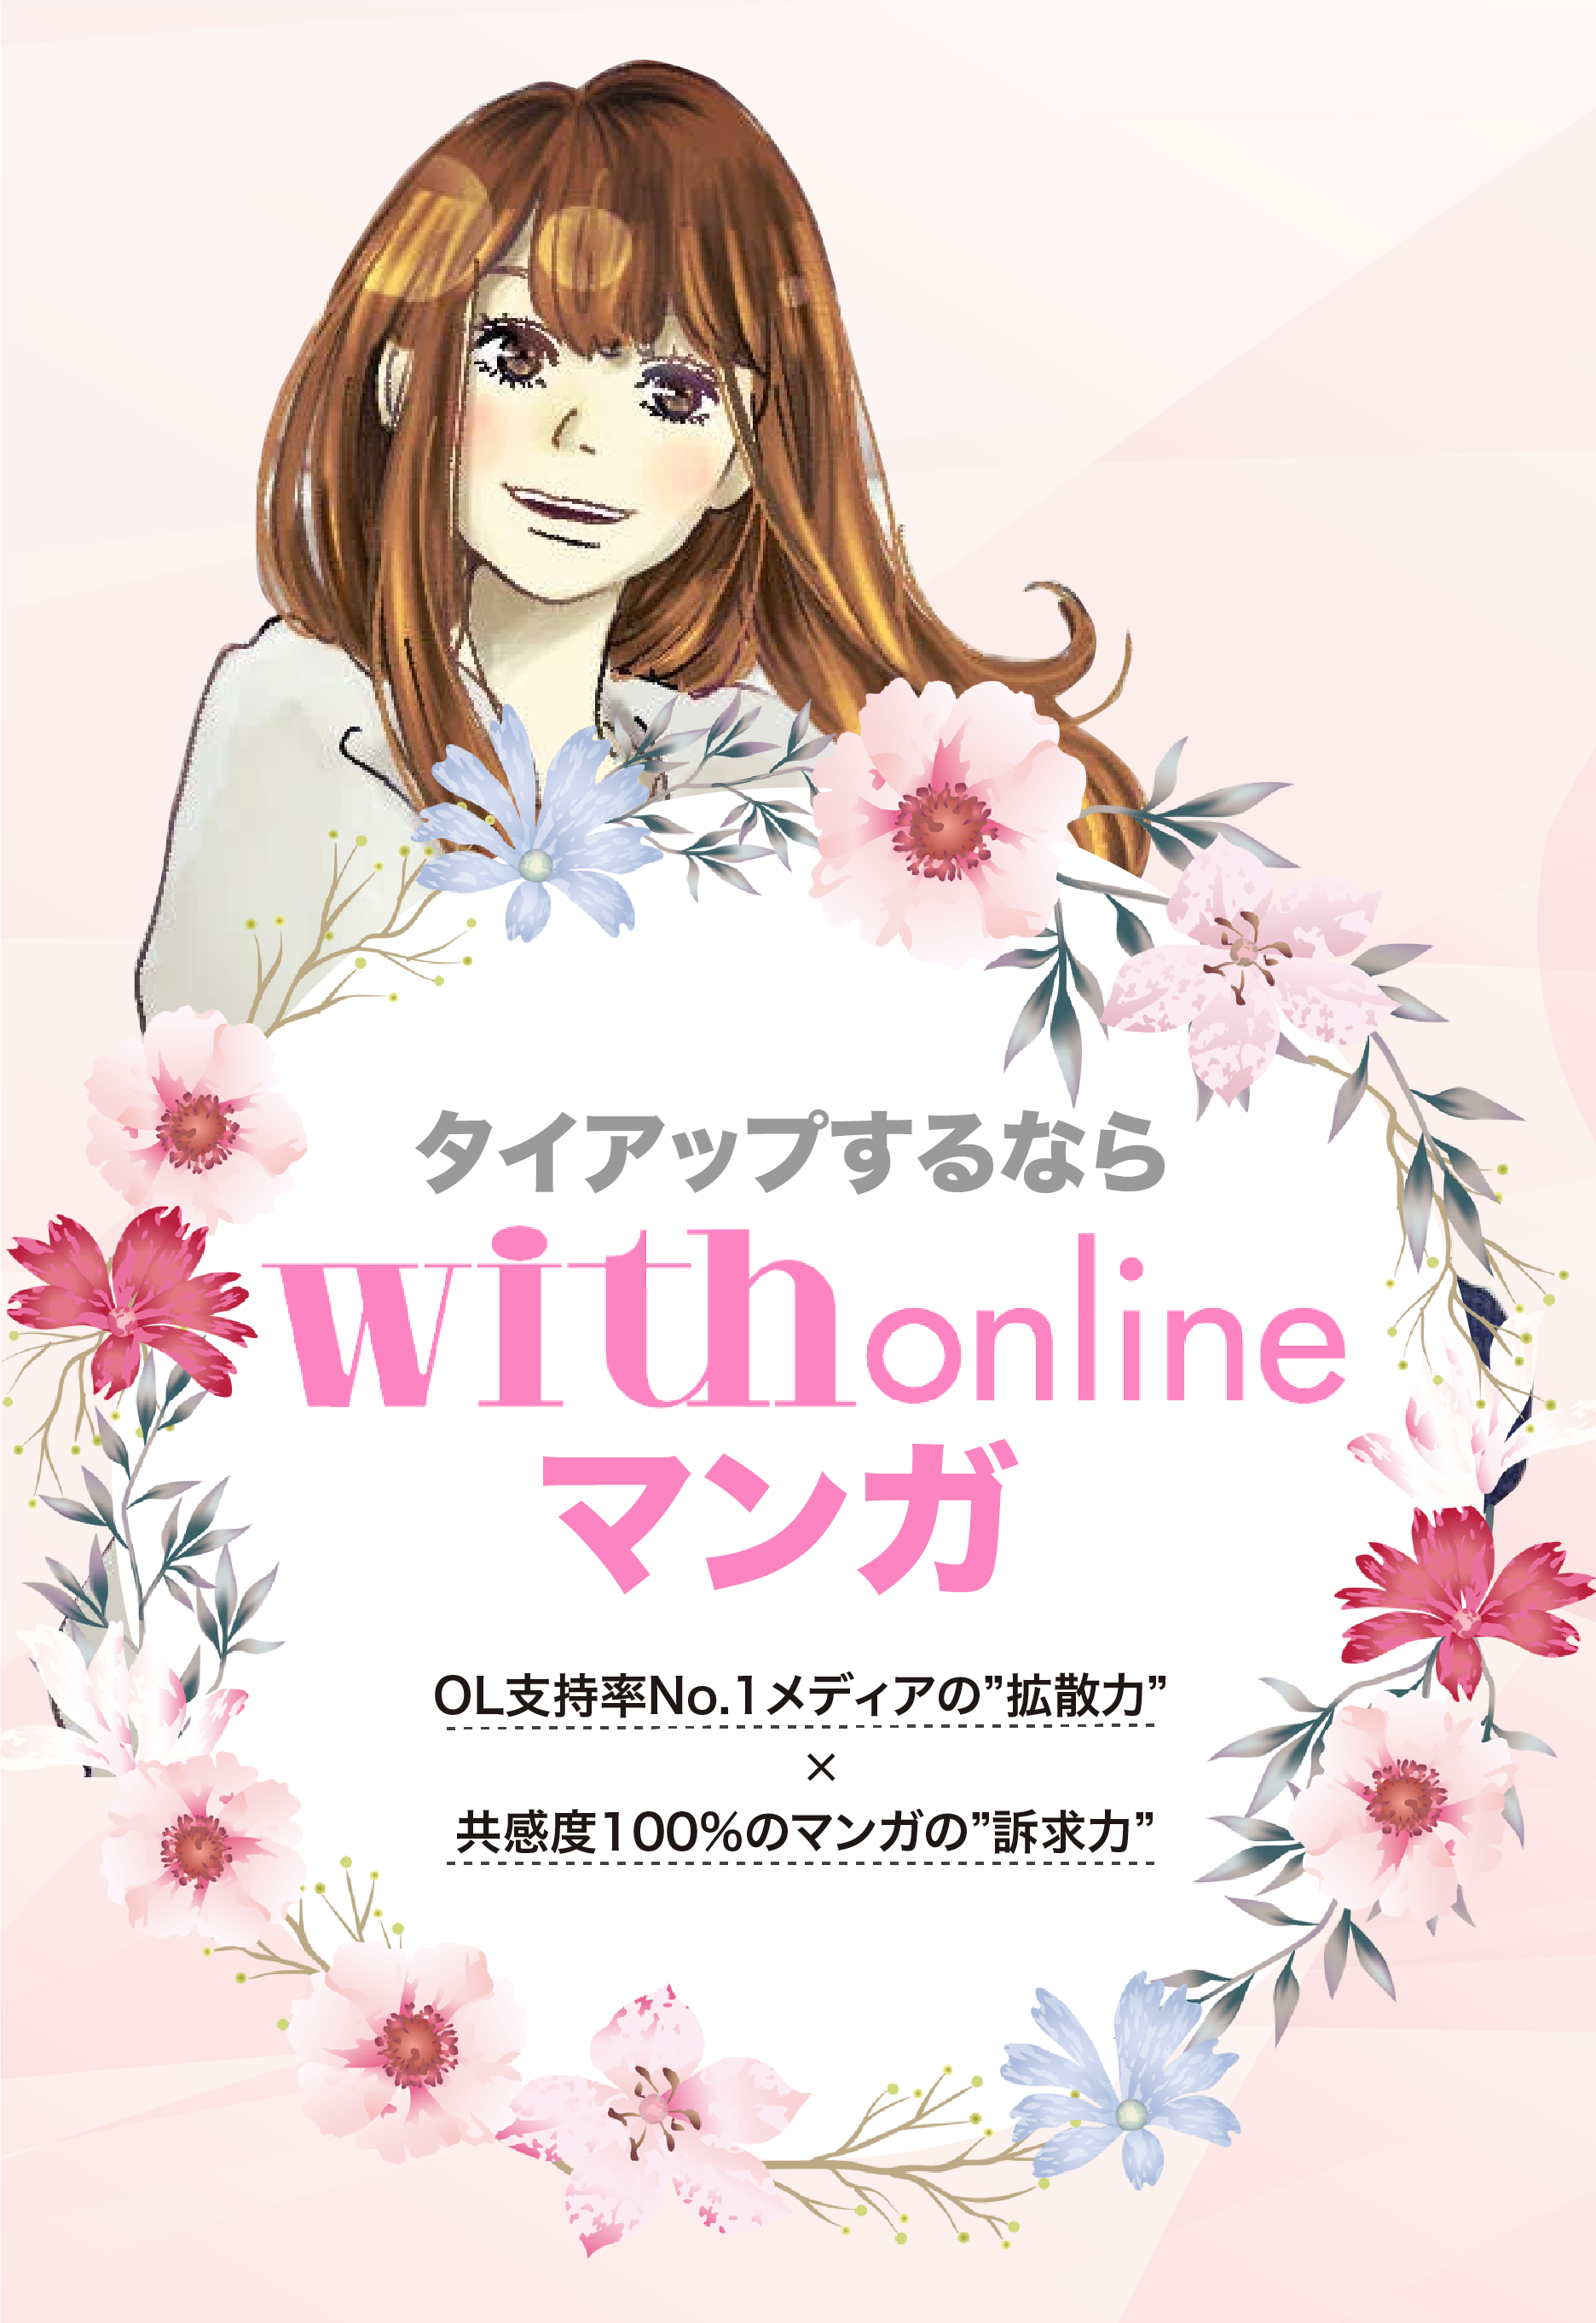 タイアップするなら
with online
マンガ
OL支持率No.1メディアの”拡散力”
×
共感度100%のマンガの”訴求力”